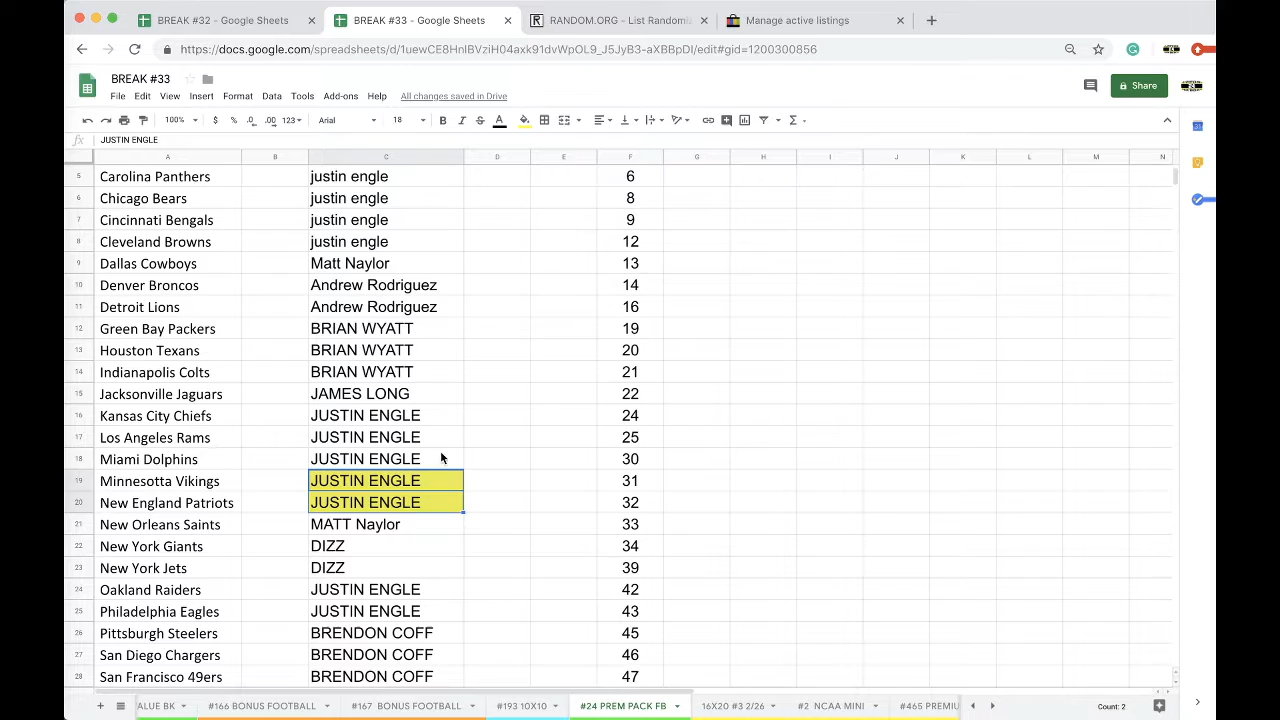 BREAK #32 - Google Sheets × BREAK #33 - Google Sheets × RANDOM.ORG - List Randomi × Manage active listings ×
https://docs.google.com/spreadsheets/d/1uewCE8HnIBVziH04axk91dvWpOL9_J5JyB3-aXBBpDI/edit#gid=1200300856
BREAK #33
File Edit View Insert Format Data Tools Add-ons Help All changes saved in Drive
Share
100% $ % .0 .00 123 Arial 18 B I S A
fx JUSTIN ENGLE
A B C D E F G H I J K L M N
5 Carolina Panthers justin engle 6
6 Chicago Bears justin engle 8
7 Cincinnati Bengals justin engle 9
8 Cleveland Browns justin engle 12
9 Dallas Cowboys Matt Naylor 13
10 Denver Broncos Andrew Rodriguez 14
11 Detroit Lions Andrew Rodriguez 16
12 Green Bay Packers BRIAN WYATT 19
13 Houston Texans BRIAN WYATT 20
14 Indianapolis Colts BRIAN WYATT 21
15 Jacksonville Jaguars JAMES LONG 22
16 Kansas City Chiefs JUSTIN ENGLE 24
17 Los Angeles Rams JUSTIN ENGLE 25
18 Miami Dolphins JUSTIN ENGLE 30
19 Minnesotta Vikings JUSTIN ENGLE 31
20 New England Patriots JUSTIN ENGLE 32
21 New Orleans Saints MATT Naylor 33
22 New York Giants DIZZ 34
23 New York Jets DIZZ 39
24 Oakland Raiders JUSTIN ENGLE 42
25 Philadelphia Eagles JUSTIN ENGLE 43
26 Pittsburgh Steelers BRENDON COFF 45
27 San Diego Chargers BRENDON COFF 46
28 San Francisco 49ers BRENDON COFF 47
ALUE BK #166 BONUS FOOTBALL #167 BONUS FOOTBALL #193 10X10 #24 PREM PACK FB 16X20 #3 2/26 #2 NCAA MINI #465 PREMIU Count: 2